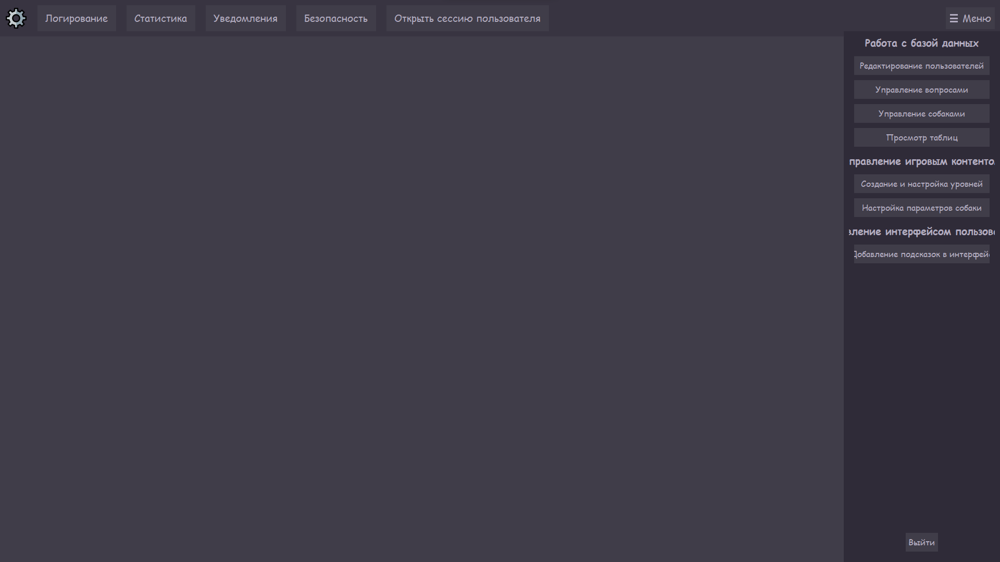 Логирование
Статистика
Уведомления
Безопасность
Открыть сессию пользователя
☰ Меню
Работа с базой данных
Редактирование пользователей
Управление вопросами
Управление собаками
Просмотр таблиц
правление игровым контенто
Создание и настройка уровней
Настройка параметров собаки
вление интерфейсом пользов
Добавление подсказок в интерфей
Выйти